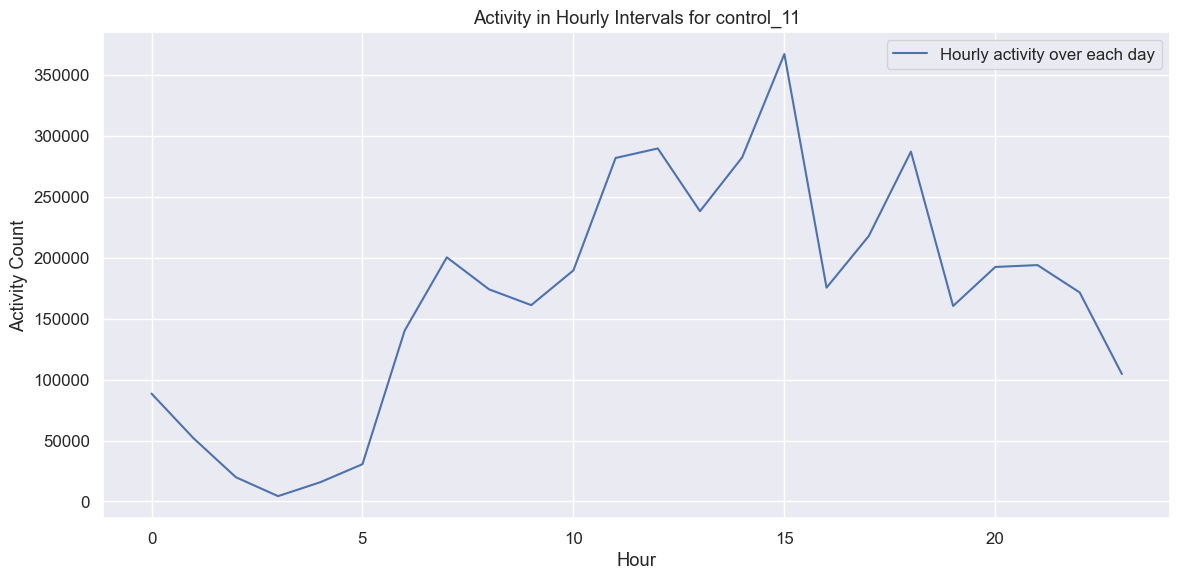 Activity in Hourly Intervals for control_11
Hourly activity over each day
Activity Count
350000
300000
250000
200000
150000
100000
50000
0
0 5 10 15 20
Hour